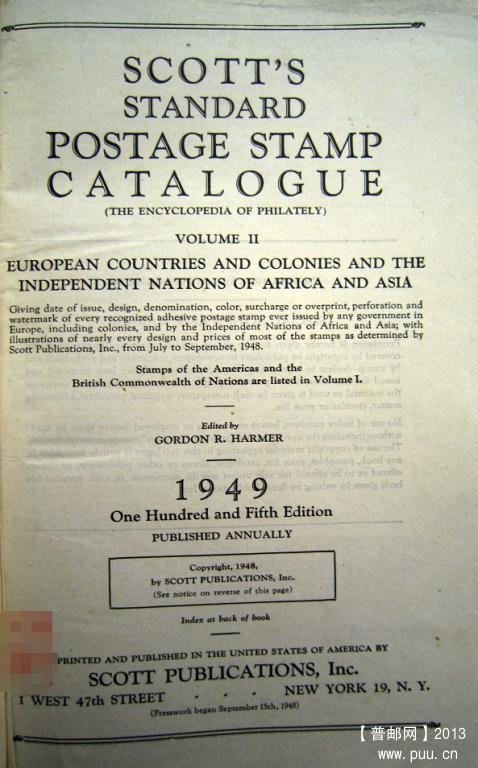 SCOTT'S
STANDARD
POSTAGE STAMP
CATALOGUE
(THE ENCYCLOPEDIA OF PHILATELY)
VOLUME II
EUROPEAN COUNTRIES AND COLONIES AND THE
INDEPENDENT NATIONS OF AFRICA AND ASIA
Giving date of issue, design, denomination, color, surcharge or overprint, perforation and
watermark of every recognized adhesive postage stamp ever issued by any government in
Europe, including colonies, and by the Independent Nations of Africa and Asia; with
illustrations of nearly every design and prices of most of the stamps as determined by
Scott Publications, Inc., from July to September, 1948.
Stamps of the Americas and the
British Commonwealth of Nations are listed in Volume I.
Edited by
GORDON R. HARMER
1949
One Hundred and Fifth Edition
PUBLISHED ANNUALLY
Copyright, 1948,
by SCOTT PUBLICATIONS, Inc.
(See notice on reverse of this page)
Index at back of book
PRINTED AND PUBLISHED IN THE UNITED STATES OF AMERICA BY
SCOTT PUBLICATIONS, Inc.
1 WEST 47th STREET - - - NEW YORK 19, N. Y.
(Presswork began September 15th, 1948)
【普邮网】2013
www.puu.cn